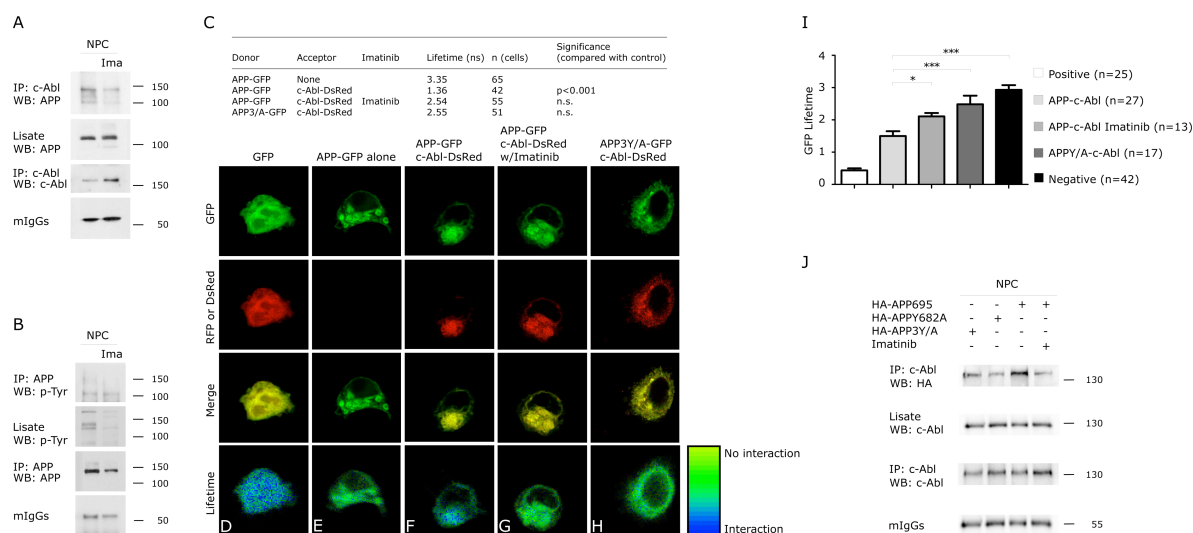 A
NPC
Ima
IP: c-Abl
WB: APP
150
100
Lisate
WB: APP
100
IP: c-Abl
WB: c-Abl
150
mIgGs
50
B
NPC
Ima
IP: APP
WB: p-Tyr
150
100
Lisate
WB: p-Tyr
150
100
IP: APP
WB: APP
150
100
mIgGs
50
C
Donor Acceptor Imatinib Lifetime (ns) n (cells) Significance (compared with control)
APP-GFP None 3.35 65
APP-GFP c-Abl-DsRed 1.36 42 p<0.001
APP-GFP c-Abl-DsRed Imatinib 2.54 55 n.s.
APP3/A-GFP c-Abl-DsRed 2.55 51 n.s.
GFP
APP-GFP alone
APP-GFP
c-Abl-DsRed
APP-GFP
c-Abl-DsRed
w/Imatinib
APP3Y/A-GFP
c-Abl-DsRed
GFP
RFP or DsRed
Merge
Lifetime
D E F G H
No interaction
Interaction
I
GFP Lifetime
4
3
2
1
0
***
***
*
Positive (n=25)
APP-c-Abl (n=27)
APP-c-Abl Imatinib (n=13)
APPY/A-c-Abl (n=17)
Negative (n=42)
J
NPC
HA-APP695 - - + +
HA-APPY682A - + - -
HA-APP3Y/A + - - -
Imatinib - - - +
IP: c-Abl
WB: HA
130
Lisate
WB: c-Abl
130
IP: c-Abl
WB: c-Abl
130
mIgGs
55